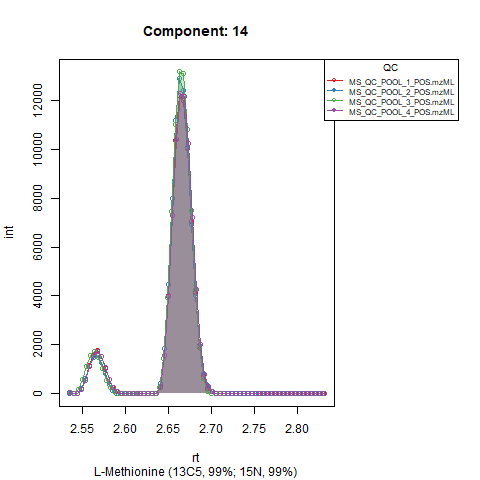 Component: 14
QC
MS_QC_POOL_1_POS.mzML
MS_QC_POOL_2_POS.mzML
MS_QC_POOL_3_POS.mzML
MS_QC_POOL_4_POS.mzML
int
12000
10000
8000
6000
4000
2000
0
2.55 2.60 2.65 2.70 2.75 2.80
rt
L-Methionine (13C5, 99%; 15N, 99%)